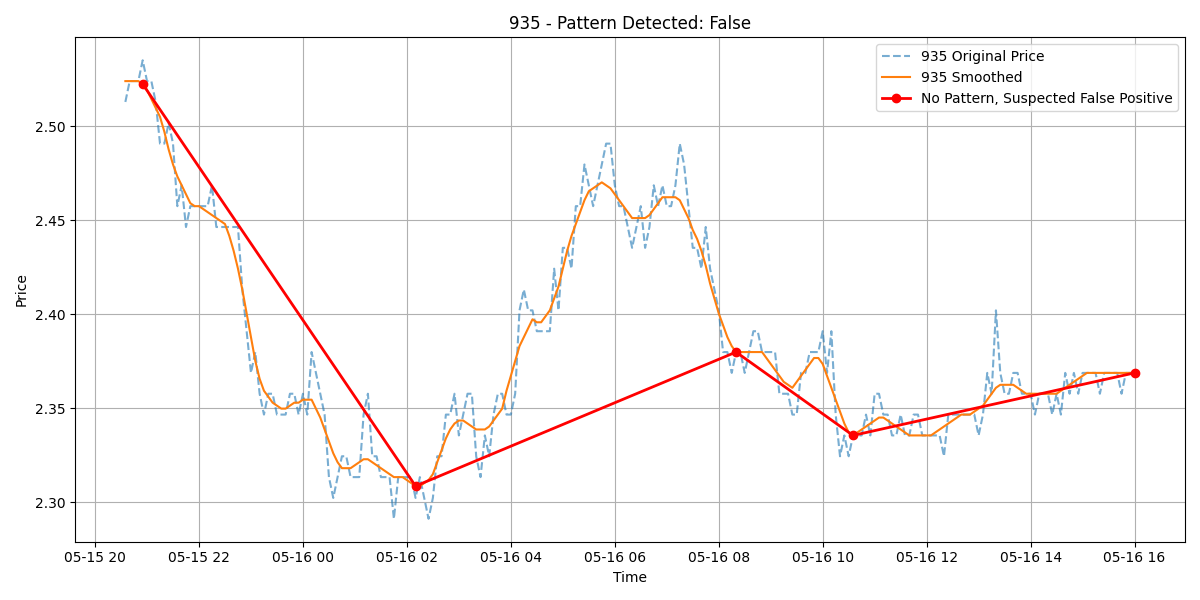 935 - Pattern Detected: False
935 Original Price
935 Smoothed
No Pattern, Suspected False Positive
Price
2.50
2.45
2.40
2.35
2.30
05-15 20 05-15 22 05-16 00 05-16 02 05-16 04 05-16 06 05-16 08 05-16 10 05-16 12 05-16 14 05-16 16
Time